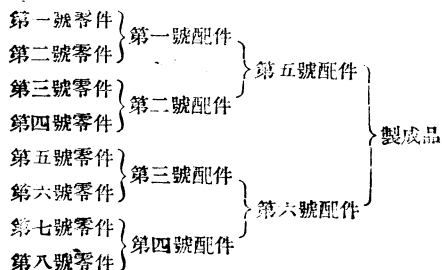 第一號零件
第二號零件
第一號配件
第三號零件
第四號零件
第二號配件
第五號配件
第五號零件
第六號零件
第三號配件
第七號零件
第八號零件
第四號配件
第六號配件
製成品